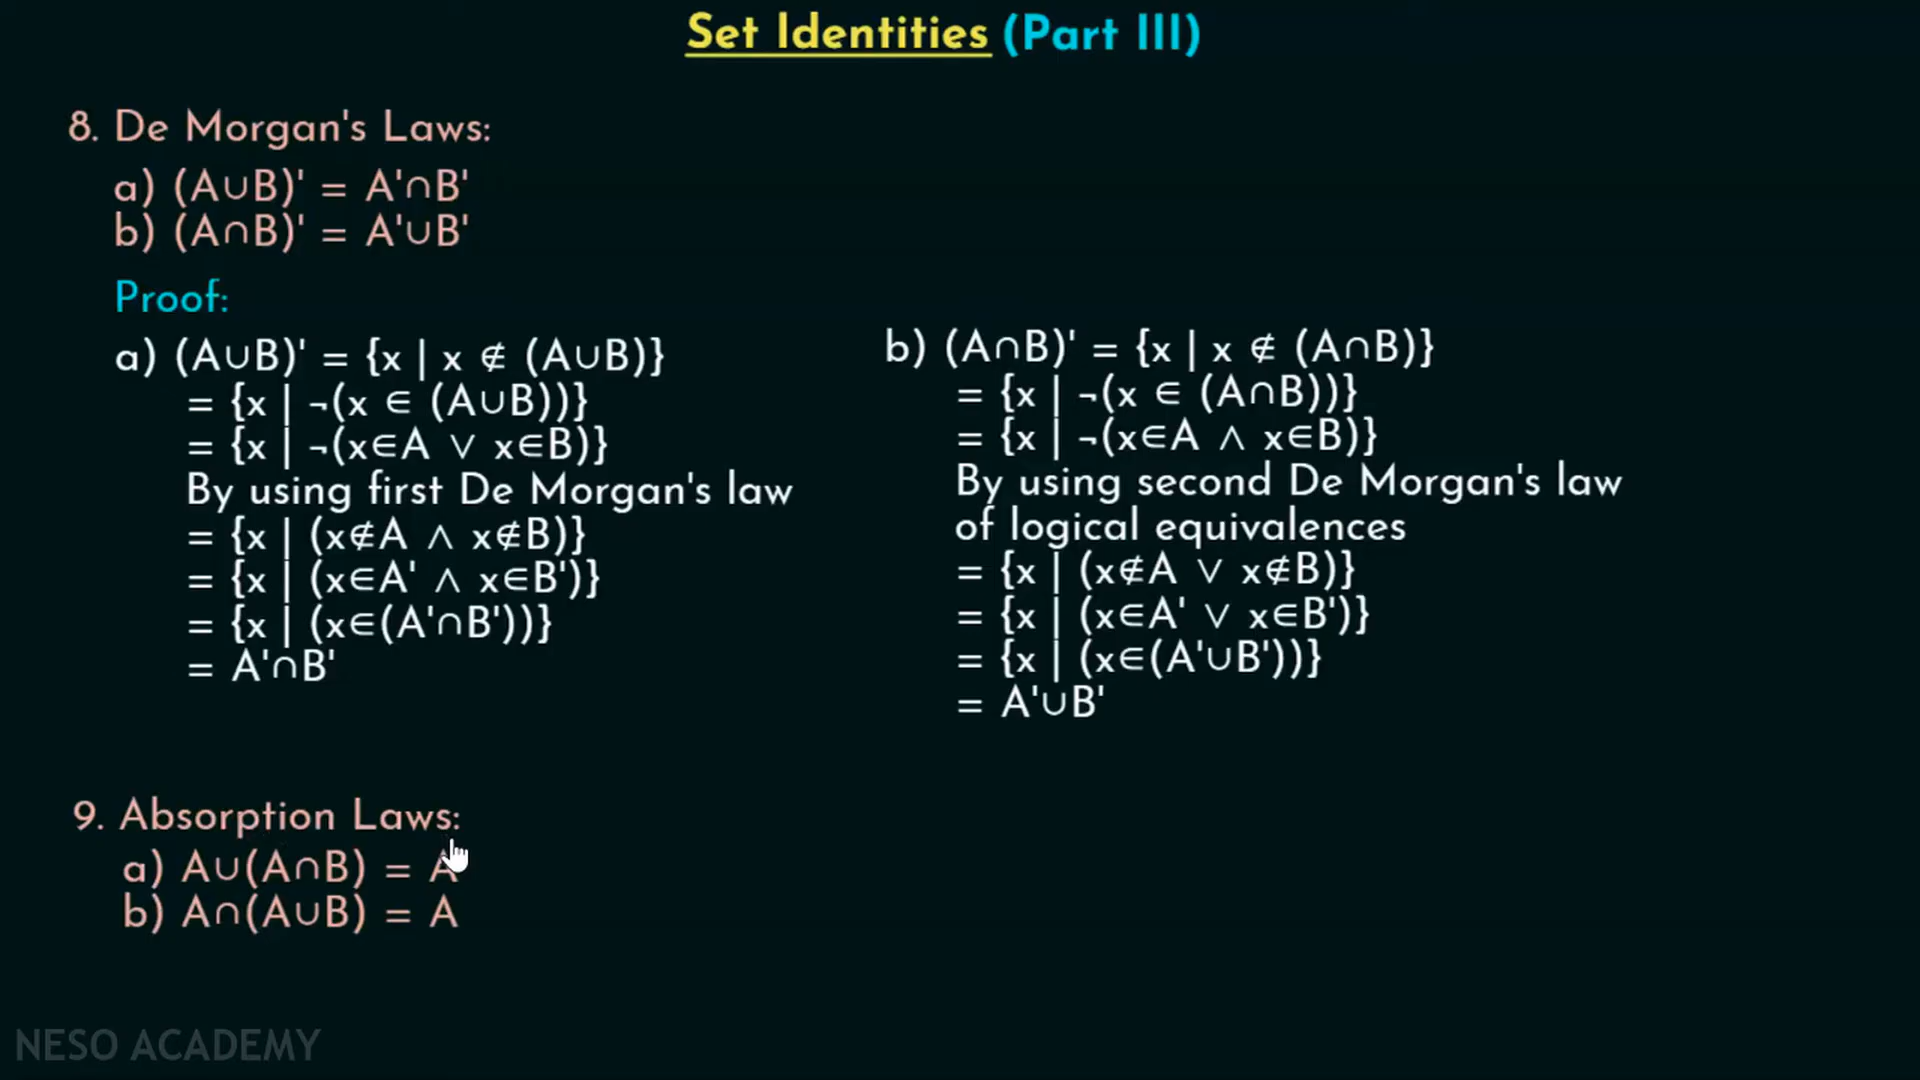 Set Identities (Part III)
8. De Morgan's Laws:
a) (A∪B)' = A'∩B'
b) (A∩B)' = A'∪B'
Proof:
a) (A∪B)' = {x | x ∉ (A∪B)}
= {x | ¬(x ∈ (A∪B))}
= {x | ¬(x∈A ∨ x∈B)}
By using first De Morgan's law
= {x | (x∉A ∧ x∉B)}
= {x | (x∈A' ∧ x∈B')}
= {x | (x∈(A'∩B'))}
= A'∩B'
b) (A∩B)' = {x | x ∉ (A∩B)}
= {x | ¬(x ∈ (A∩B))}
= {x | ¬(x∈A ∧ x∈B)}
By using second De Morgan's law
of logical equivalences
= {x | (x∉A ∨ x∉B)}
= {x | (x∈A' ∨ x∈B')}
= {x | (x∈(A'∪B'))}
= A'∪B'
9. Absorption Laws:
a) A∪(A∩B) = A
b) A∩(A∪B) = A
NESO ACADEMY